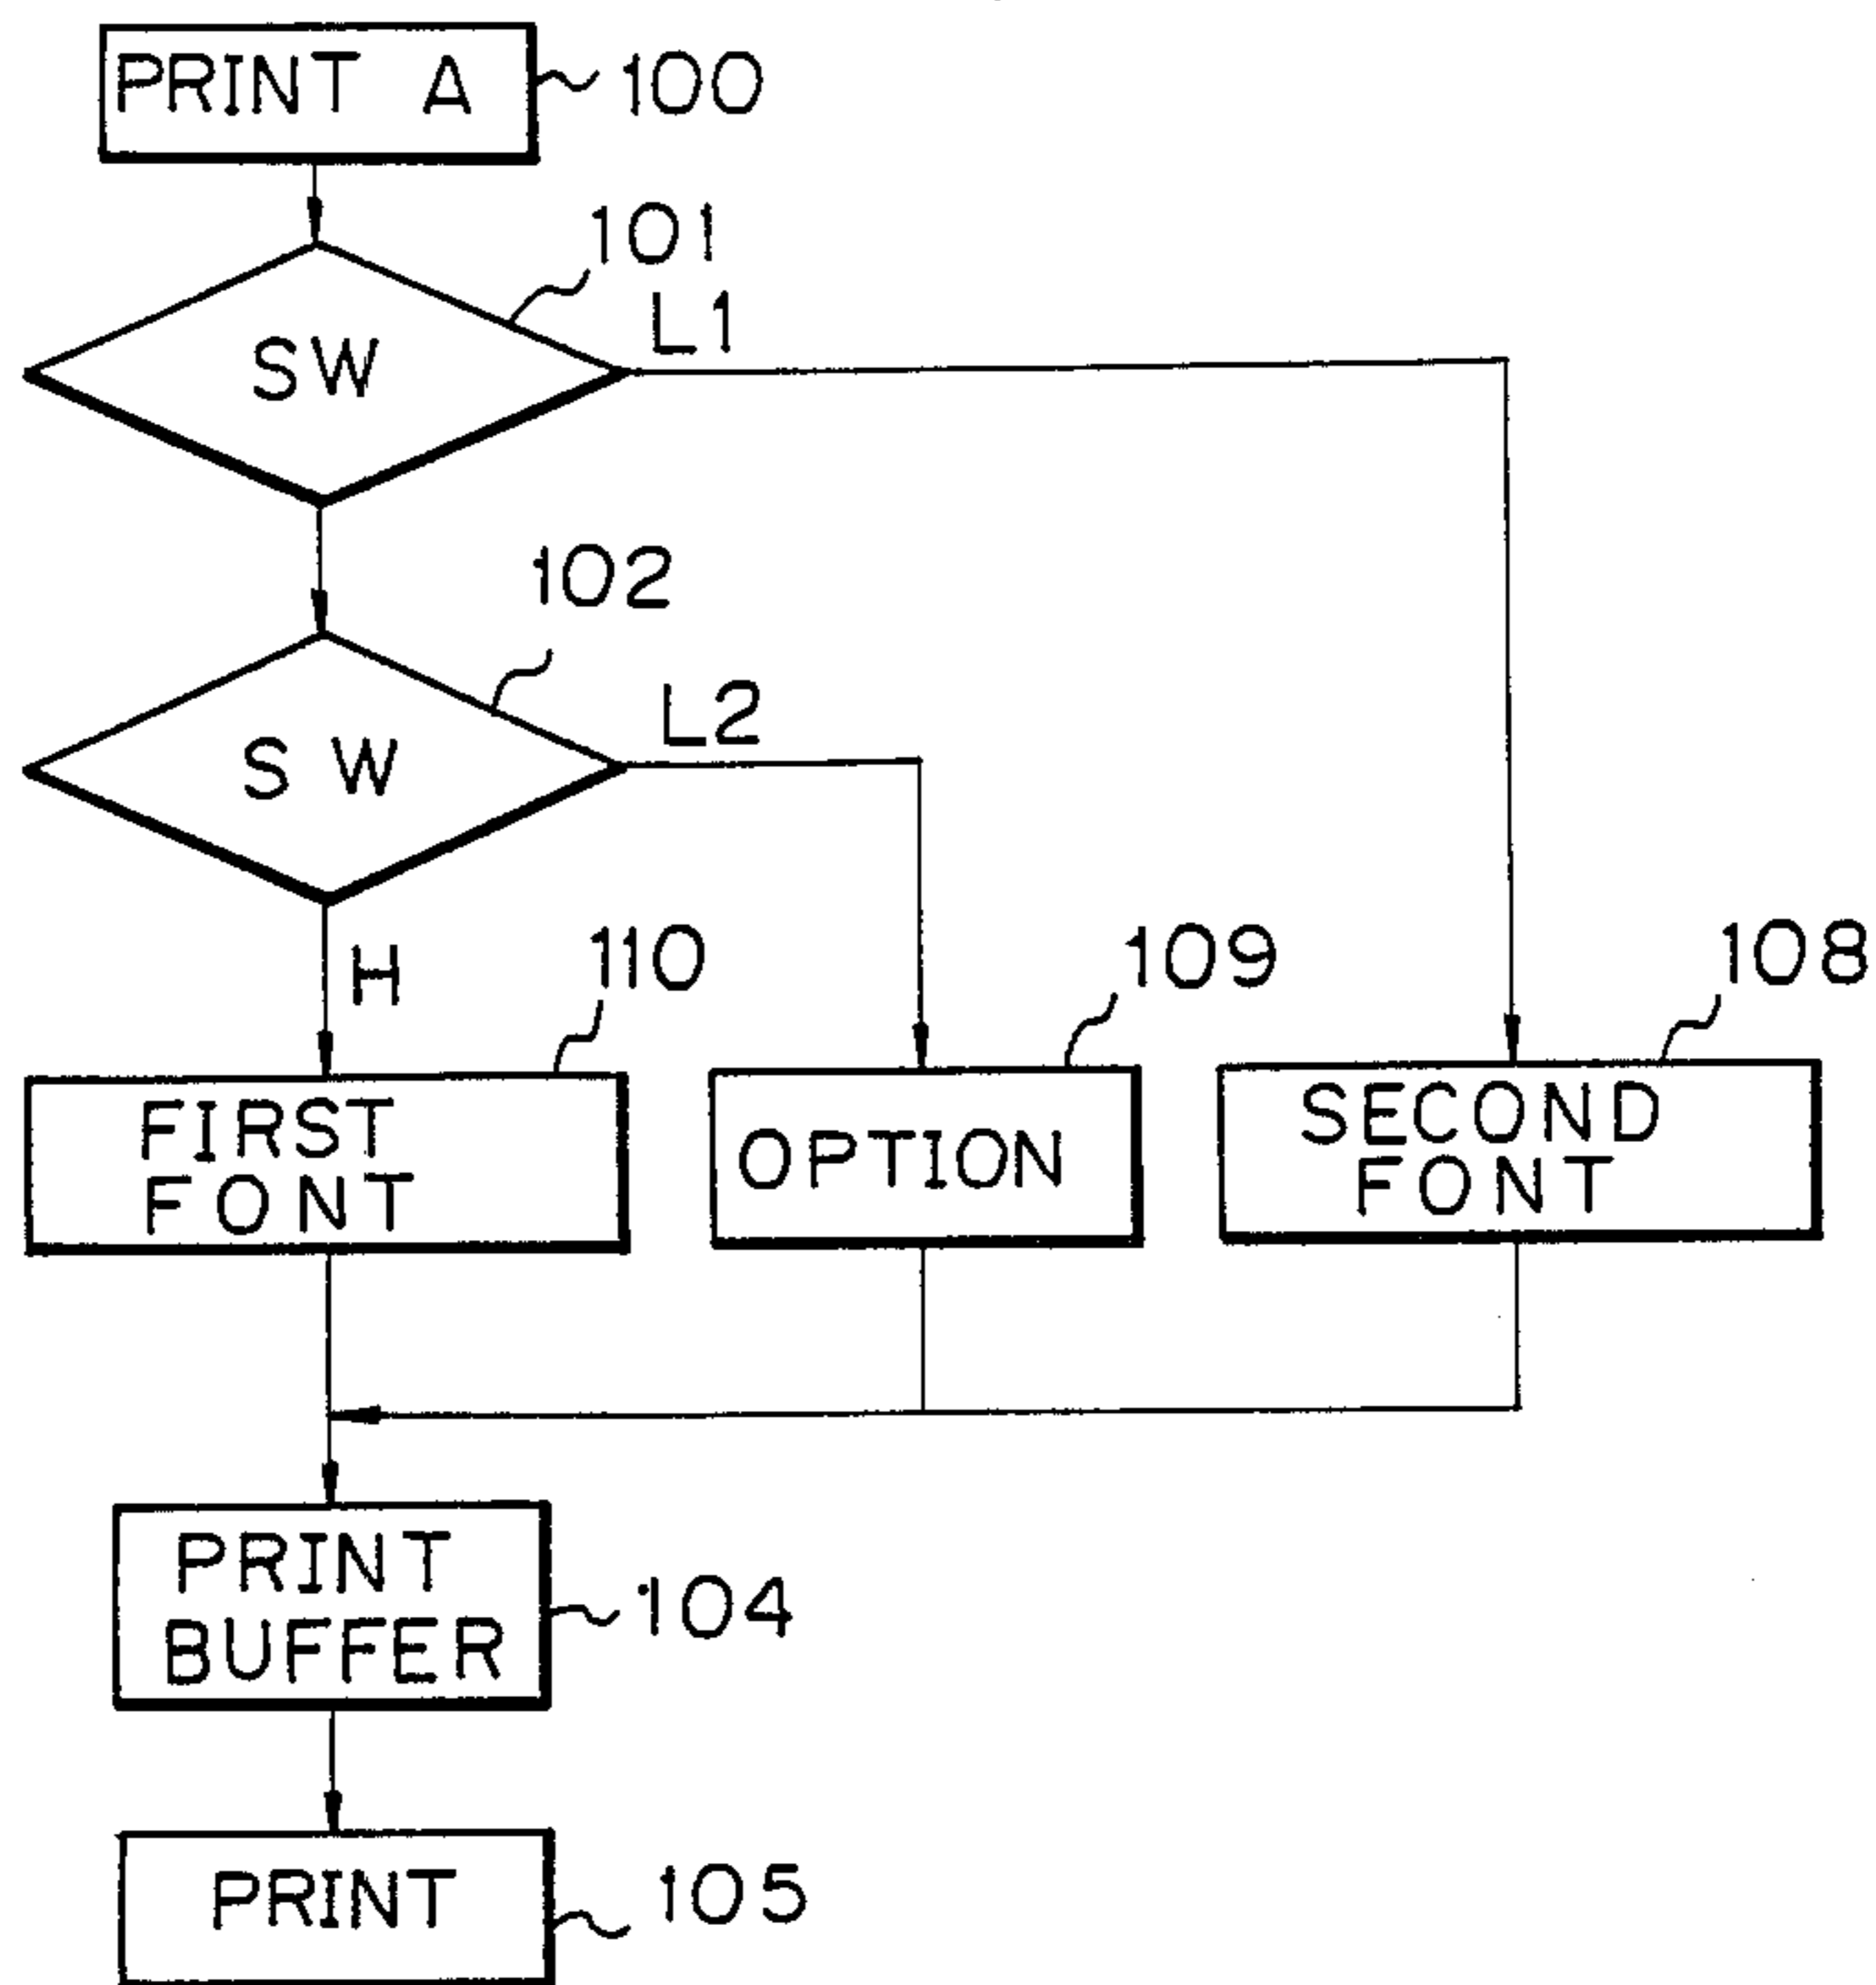 PRINT A
100
101
L1
SW
102
L2
SW
H
110
109
108
FIRST
FONT
OPTION
SECOND
FONT
PRINT
BUFFER
104
PRINT
105